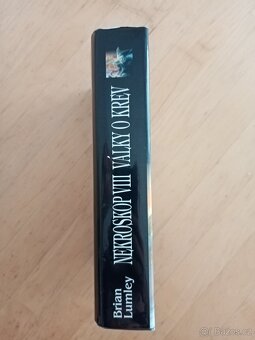 Brian
Lumley
NEKROSKOP VIII VÁLKY O KREV